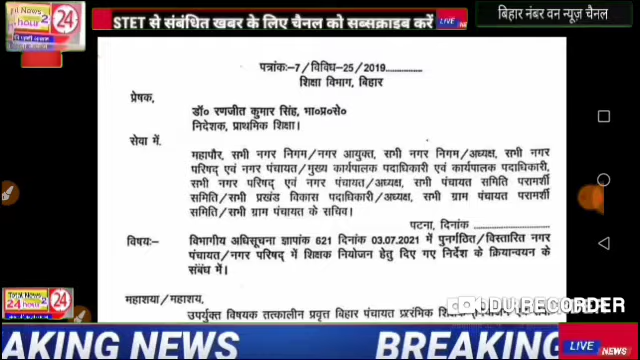 STET से संबंधित खबर के लिए चैनल को सब्सक्राइब करें
LIVE NEWS
बिहार नंबर वन न्यूज़ चैनल
24
पत्रांकः-7/विविध-25/2019...............
शिक्षा विभाग, बिहार
प्रेषक,
डॉ० रणजीत कुमार सिंह, भा०प्र०से०
निदेशक, प्राथमिक शिक्षा।
सेवा में.
महापौर, सभी नगर निगम/नगर आयुक्त, सभी नगर निगम/अध्यक्ष, सभी नगर
परिषद् एवं नगर पंचायत/मुख्य कार्यपालक पदाधिकारी एवं कार्यपालक पदाधिकारी,
सभी नगर परिषद् एवं नगर पंचायत/अध्यक्ष, सभी पंचायत समिति परामर्शी
समिति/सभी प्रखंड विकास पदाधिकारी/अध्यक्ष, सभी ग्राम पंचायत परामर्शी
समिति/सभी ग्राम पंचायत के सचिव।
पटना, दिनांक ........................
विषयः- विभागीय अधिसूचना ज्ञापांक 621 दिनांक 03.07.2021 में पुनर्गठित/विस्तारित नगर
पंचायत/नगर परिषद् में शिक्षक नियोजन हेतु दिए गए निर्देश के क्रियान्वयन के
संबंध में।
महाशया/महाशय,
उपर्युक्त विषयक तत्कालीन प्रवृत्त बिहार पंचायत प्रारंभिक
DU RECORDER
24
AKING NEWS BREAKING
LIVE NEWS